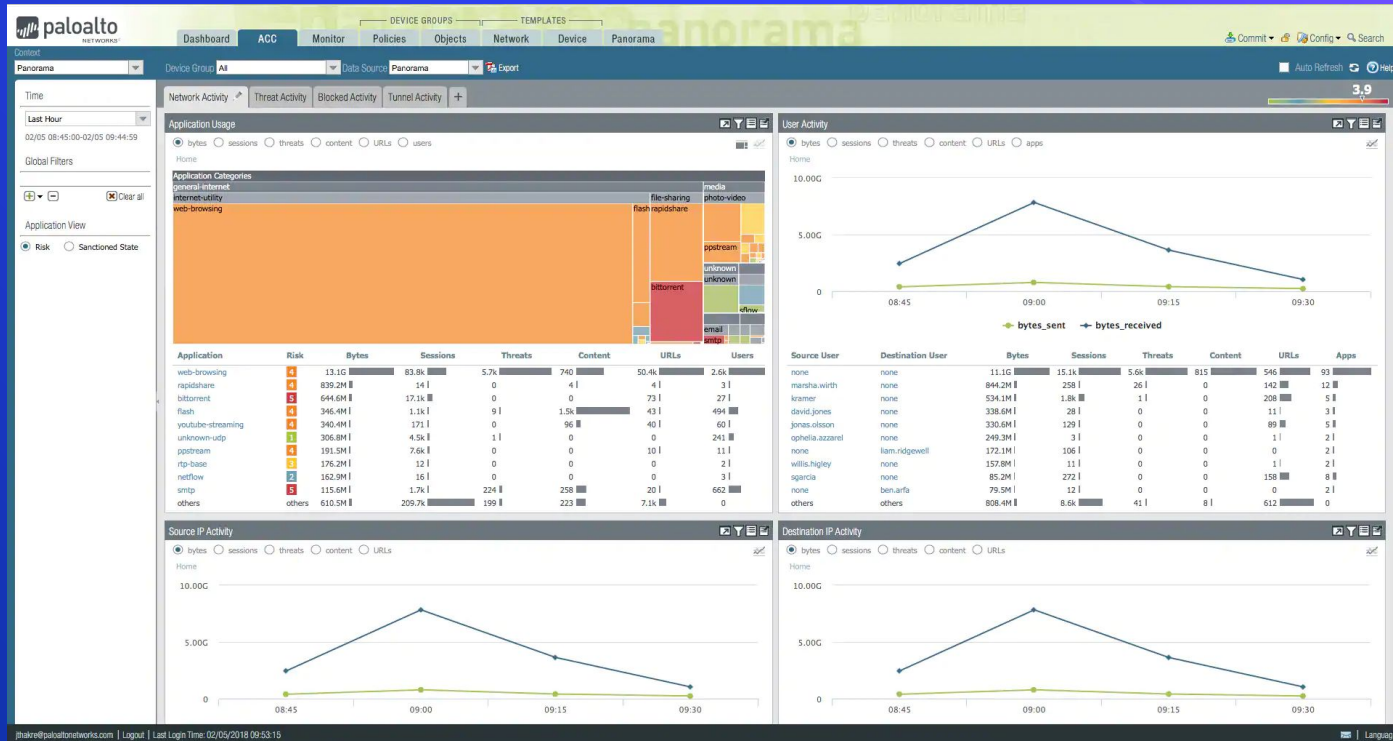 paloalto
NETWORKS
DEVICE GROUPS TEMPLATES
Dashboard ACC Monitor Policies Objects Network Device Panorama
Commit Config Search
Context
Panorama Device Group All Data Source Panorama Export Auto Refresh Help
Time
Last Hour
02/05 08:45:00-02/05 09:44:59
Global Filters
Clear all
Application View
Risk Sanctioned State
Network Activity Threat Activity Blocked Activity Tunnel Activity +
3.9
Application Usage
bytes sessions threats content URLs users
Home
Application Categories
general-internet media
internet-utility file-sharing photo-video
web-browsing flash rapidshare
ppstream
unknown
unknown
bittorrent
sflow
email
smtp
Application Risk Bytes Sessions Threats Content URLs Users
web-browsing 4 13.1G 83.8k 5.7k 740 50.4k 2.6k
rapidshare 4 839.2M 14 0 4 4 3
bittorrent 5 644.6M 17.1k 0 0 73 27
flash 4 346.4M 1.1k 9 1.5k 43 494
youtube-streaming 4 340.4M 171 0 96 40 60
unknown-udp 1 306.8M 4.5k 1 0 0 241
ppstream 4 191.5M 7.6k 0 0 10 11
rtp-base 3 176.2M 12 0 0 0 2
netflow 2 162.9M 16 0 0 0 3
smtp 5 115.6M 1.7k 224 258 20 662
others others 610.5M 209.7k 199 223 7.1k 0
User Activity
bytes sessions threats content URLs apps
Home
10.00G
5.00G
0
08:45 09:00 09:15 09:30
bytes_sent bytes_received
Source User Destination User Bytes Sessions Threats Content URLs Apps
none none 11.1G 15.1k 5.6k 815 546 93
marsha.wirth none 844.2M 258 26 0 142 12
kramer none 534.1M 1.8k 1 0 208 5
david.jones none 338.6M 28 0 0 11 3
jonas.olsson none 330.6M 129 0 0 89 5
ophelia.azzarel none 249.3M 3 0 0 1 2
none liam.ridgewell 172.1M 106 0 0 0 2
willis.higley none 157.8M 11 0 0 1 2
sgarcia none 85.2M 272 0 0 158 8
none ben.arfa 79.5M 12 0 0 0 2
others others 808.4M 8.6k 41 8 612 0
Source IP Activity
bytes sessions threats content URLs
Home
10.00G
5.00G
0
08:45 09:00 09:15 09:30
Destination IP Activity
bytes sessions threats content URLs
Home
10.00G
5.00G
0
08:45 09:00 09:15 09:30
jthakre@paloaltonetworks.com | Logout | Last Login Time: 02/05/2018 09:53:15
Languag